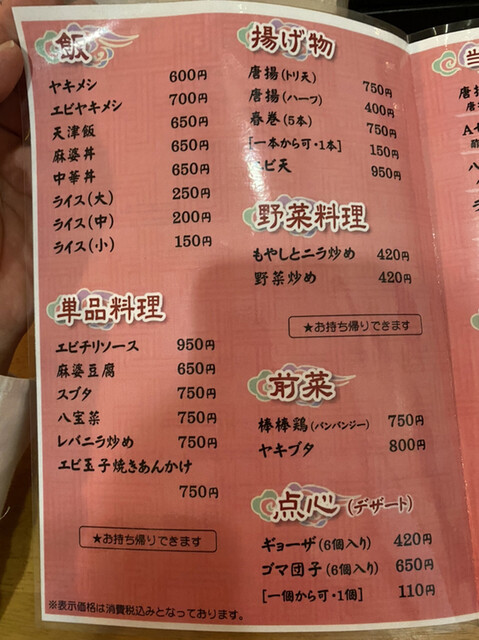 飯
ヤキメシ 600円
エビヤキメシ 700円
天津飯 650円
麻婆丼 650円
中華丼 650円
ライス(大) 250円
ライス(中) 200円
ライス(小) 150円
単品料理
エビチリソース 950円
麻婆豆腐 650円
スブタ 750円
八宝菜 750円
レバニラ炒め 750円
エビ玉子焼きあんかけ
750円
★お持ち帰りできます
※表示価格は消費税込みとなっております。
揚げ物
唐揚(トリ天) 750円
唐揚(ハーフ) 400円
春巻(5本) 750円
[一本から可・1本] 150円
エビ天 950円
野菜料理
もやしとニラ炒め 420円
野菜炒め 420円
★お持ち帰りできます
前菜
棒棒鶏(バンバンジー) 750円
ヤキブタ 800円
点心(デザート)
ギョーザ(6個入り) 420円
ゴマ団子(6個入り) 650円
[一個から可・1個] 110円